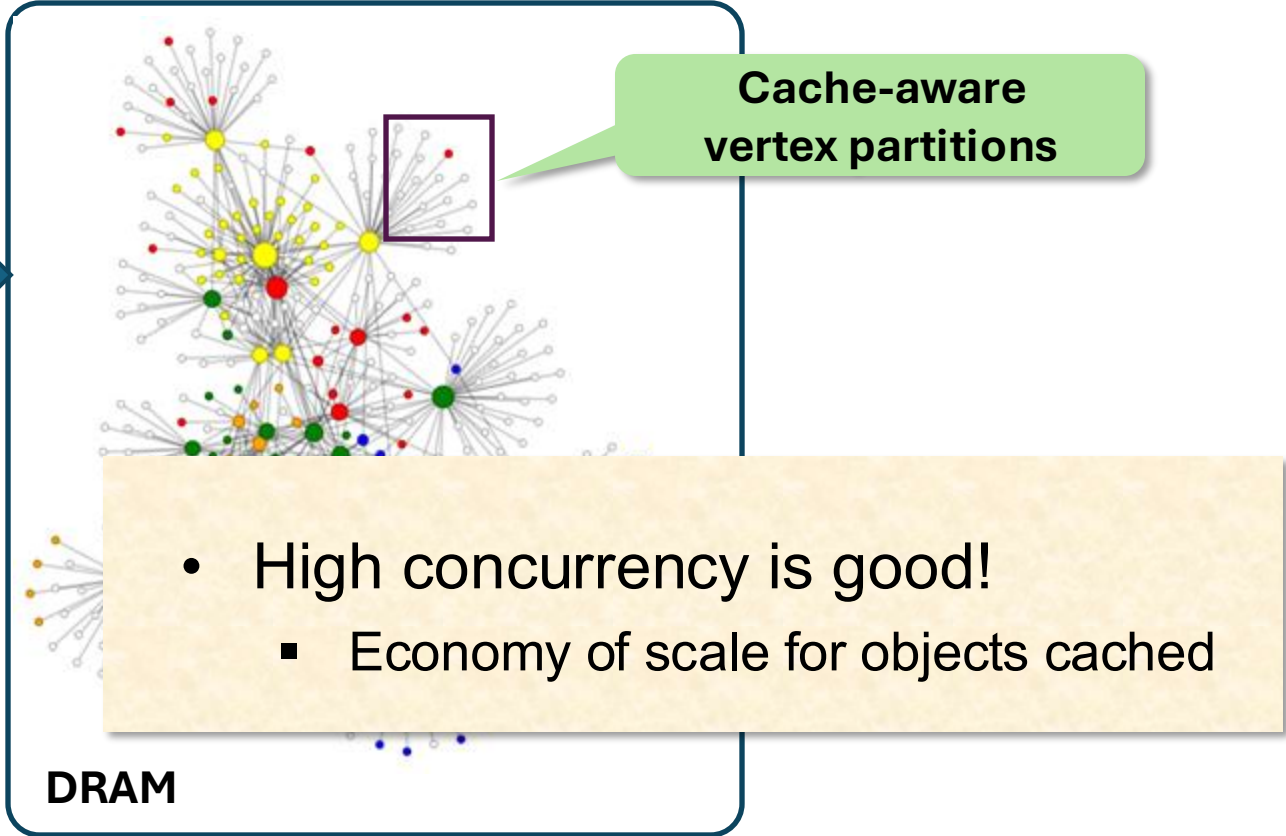 Cache-aware
vertex partitions
• High concurrency is good!
▪ Economy of scale for objects cached
DRAM